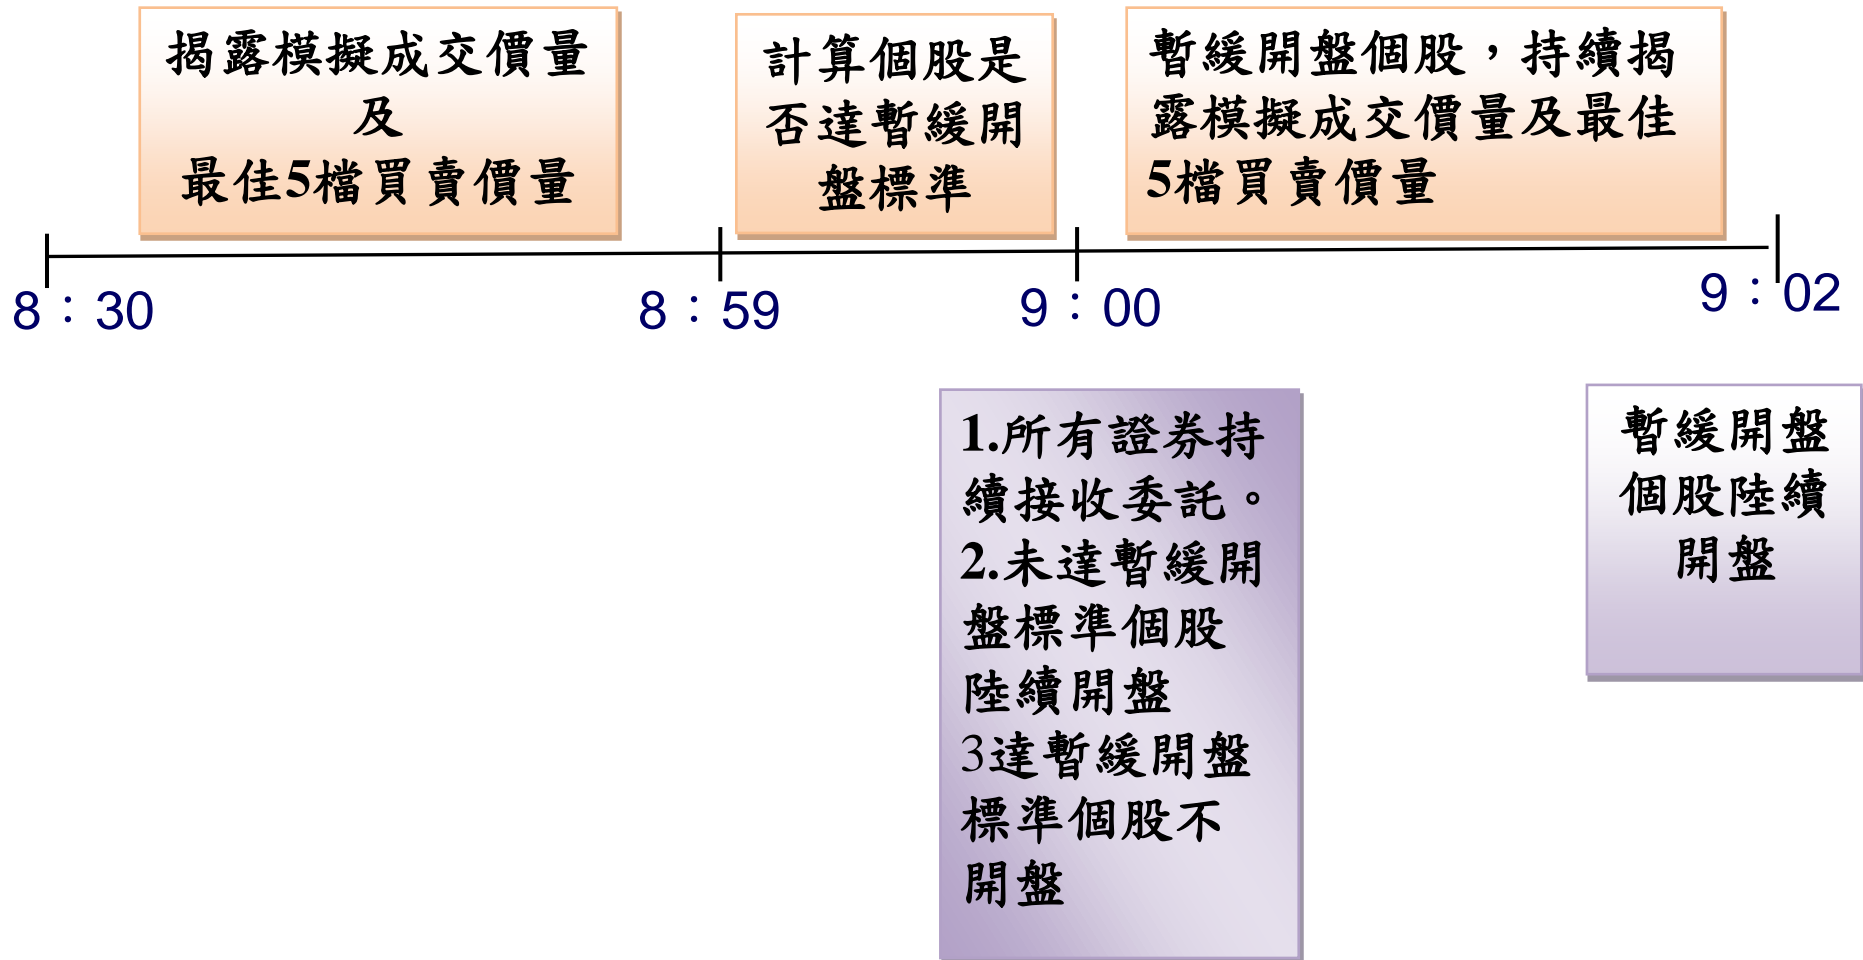 揭露模擬成交價量
及
最佳5檔買賣價量
計算個股是
否達暫緩開
盤標準
暫緩開盤個股，持續揭
露模擬成交價量及最佳
5檔買賣價量
8：30
8：59
9：00
9：02
1.所有證券持
續接收委託。
2.未達暫緩開
盤標準個股
陸續開盤
3達暫緩開盤
標準個股不
開盤
暫緩開盤
個股陸續
開盤